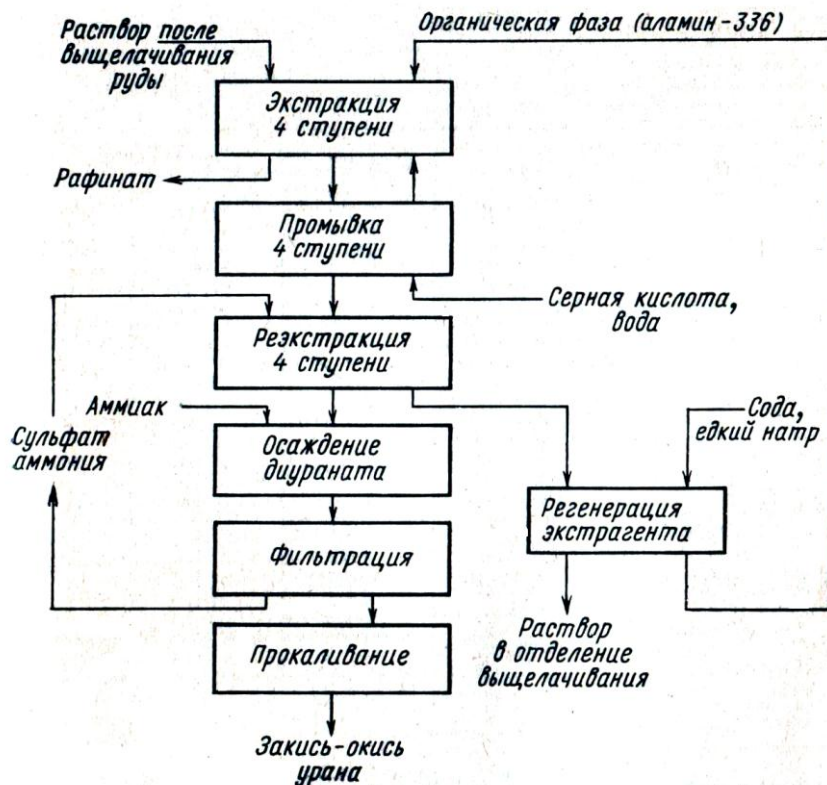 Раствор после
выщелачивания
руды
Органическая фаза (аламин-336)
Экстракция
4 ступени
Рафинат
Промывка
4 ступени
Серная кислота,
вода
Реэкстракция
4 ступени
Аммиак
Сода,
едкий натр
Сульфат
аммония
Осаждение
диураната
Регенерация
экстрагента
Фильтрация
Раствор
в отделение
выщелачивания
Прокаливание
Закись-окись
урана